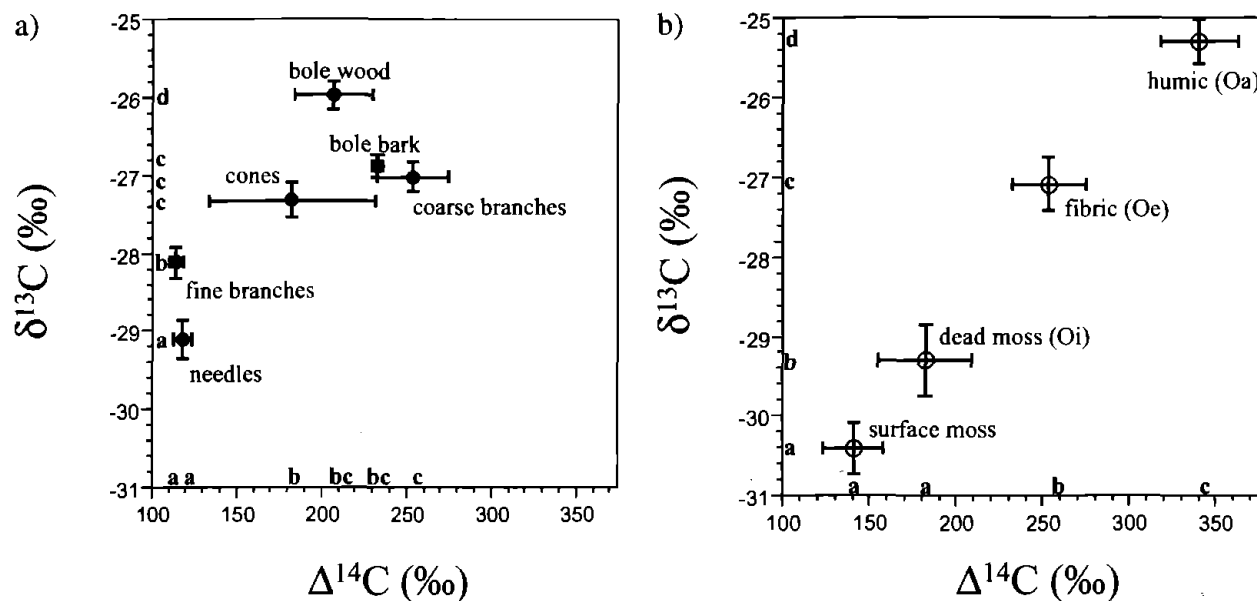 a)
-25
-26
-27
-28
-29
-30
-31
δ13C (‰)
d
c
c
c
b
a
bole wood
bole bark
cones
coarse branches
fine branches
needles
a a b bc bc c
100 150 200 250 300 350
Δ14C (‰)
b)
-25
-26
-27
-28
-29
-30
-31
δ13C (‰)
d
c
b
a
humic (Oa)
fibric (Oe)
dead moss (Oi)
surface moss
a a b c
100 150 200 250 300 350
Δ14C (‰)